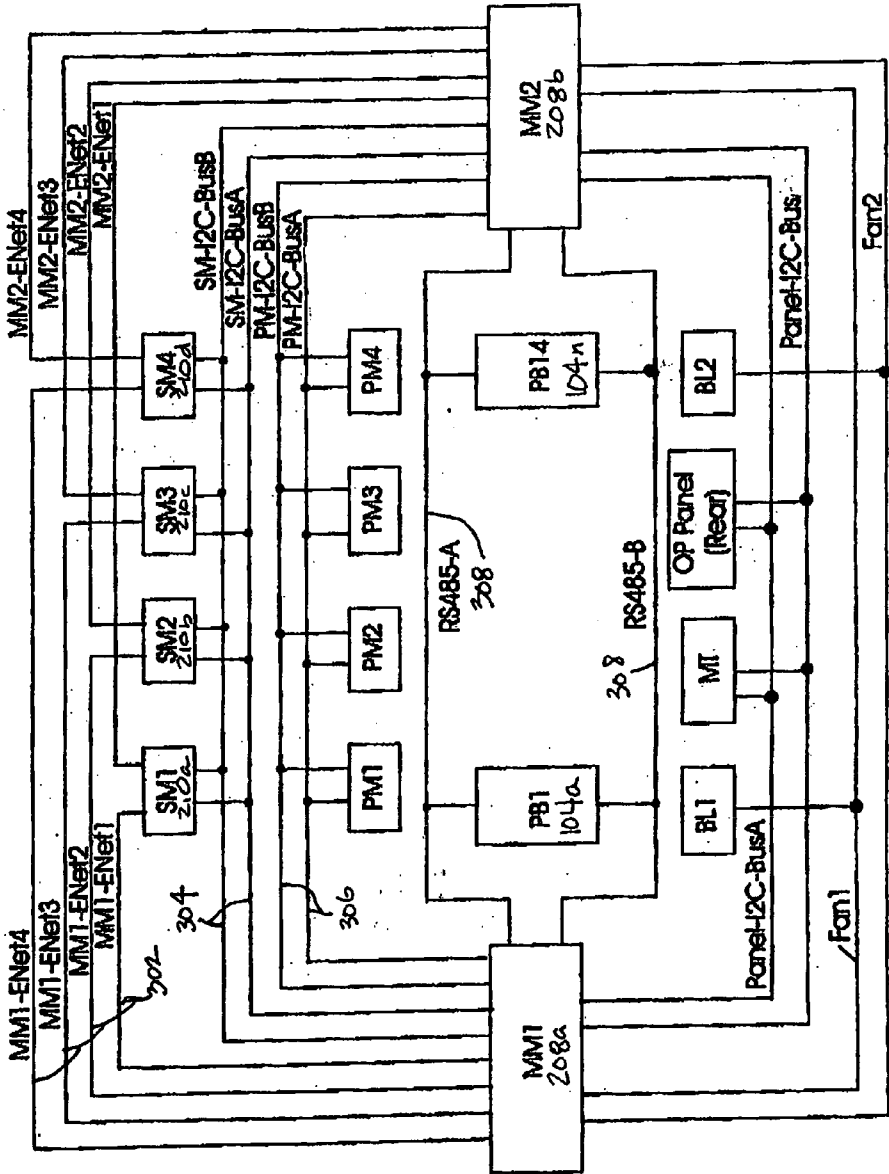 MM2-ENet4
MM2-ENet3
MM2-ENet2
MM2-ENet1
MM1-ENet4
MM1-ENet3
MM1-ENet2
MM1-ENet1
302
SM1
210a
SM2
210b
SM3
210c
SM4
210d
304
SM-I2C-BusB
SM-I2C-BusA
PM-I2C-BusB
PM-I2C-BusA
306
PM1
PM2
PM3
PM4
MM1
208a
MM2
208b
RS485-A
308
PB1
104a
PB14
104n
308
RS485-B
BL1
MT
OP Panel
(Rear)
BL2
Panel-I2C-BusA
Panel-I2C-Bus
Fan1
Fan2